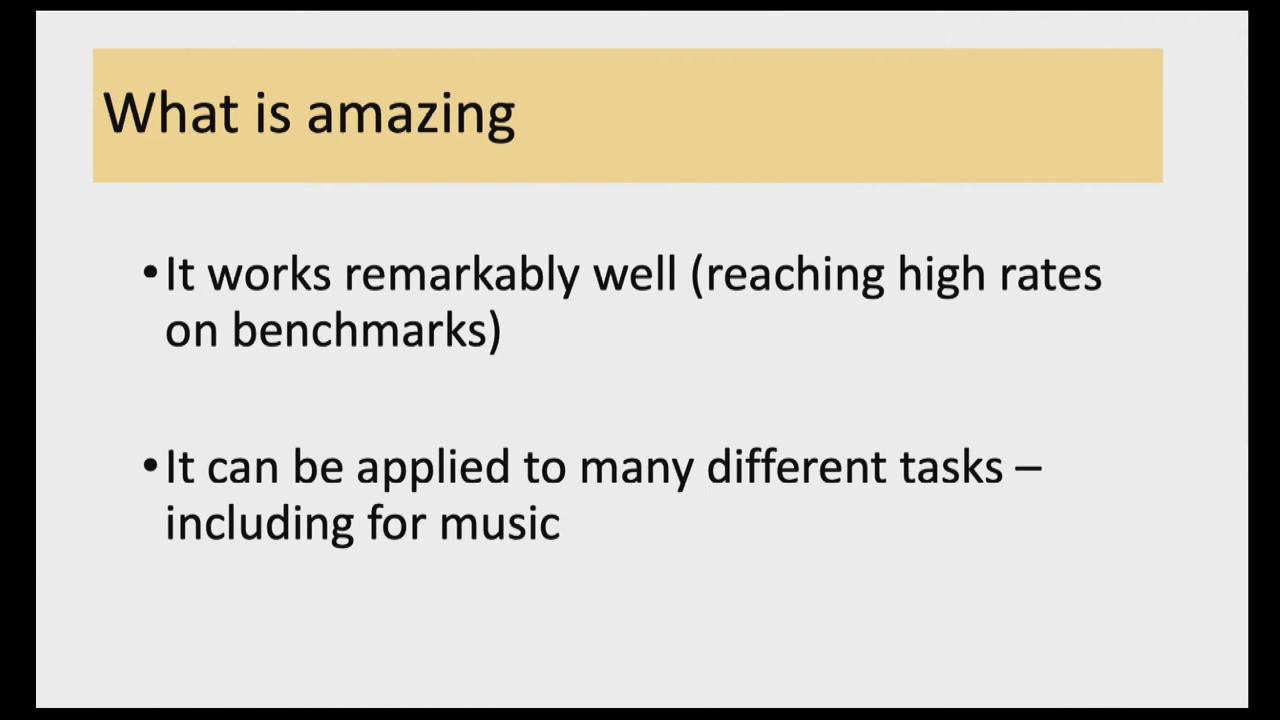 What is amazing
•It works remarkably well (reaching high rates
on benchmarks)
•It can be applied to many different tasks –
including for music